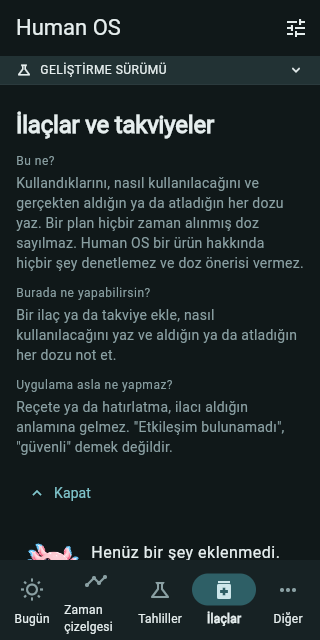 Human OS
GELİŞTİRME SÜRÜMÜ
İlaçlar ve takviyeler
Bu ne?
Kullandıklarını, nasıl kullanılacağını ve
gerçekten aldığın ya da atladığın her dozu
yaz. Bir plan hiçbir zaman alınmış doz
sayılmaz. Human OS bir ürün hakkında
hiçbir şey denetlemez ve doz önerisi vermez.
Burada ne yapabilirsin?
Bir ilaç ya da takviye ekle, nasıl
kullanılacağını yaz ve aldığın ya da atladığın
her dozu not et.
Uygulama asla ne yapmaz?
Reçete ya da hatırlatma, ilacı aldığın
anlamına gelmez. "Etkileşim bulunamadı",
"güvenli" demek değildir.
Kapat
Henüz bir şey eklenmedi.
Bugün
Zaman
çizelgesi
Tahliller
İlaçlar
Diğer